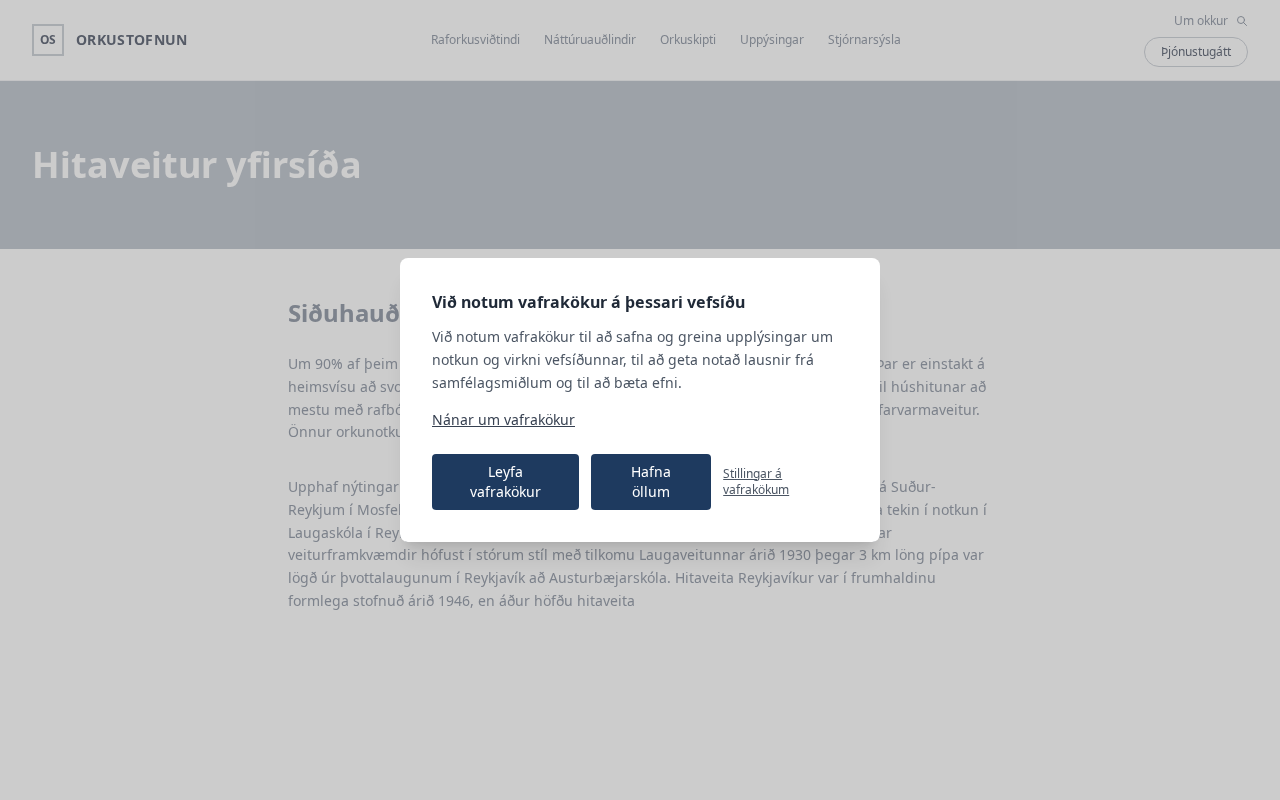 OS
ORKUSTOFNUN
Raforkusviðtindi
Náttúruauðlindir
Orkuskipti
Uppýsingar
Stjórnarsýsla
Um okkur
Þjónustugátt
Hitaveitur yfirsíða
Siðuhauð
Um 90% af þeim
Þar er einstakt á
heimsvísu að svo
til húshitunar að
mestu með rafbó
farvarmaveitur.
Önnur orkunotku
Við notum vafrakökur á þessari vefsíðu
Við notum vafrakökur til að safna og greina upplýsingar um
notkun og virkni vefsíðunnar, til að geta notað lausnir frá
samfélagsmiðlum og til að bæta efni.
Nánar um vafrakökur
Leyfa
vafrakökur
Hafna
öllum
Stillingar á
vafrakökum
Upphaf nýtingar
á Suður-
Reykjum í Mosfel
tekin í notkun í
Laugaskóla í Rey
veiturframkvæmdir hófust í stórum stíl með tilkomu Laugaveitunnar árið 1930 þegar 3 km löng pípa var
lögð úr þvottalaugunum í Reykjavík að Austurbæjarskóla. Hitaveita Reykjavíkur var í frumhaldinu
formlega stofnuð árið 1946, en áður höfðu hitaveita